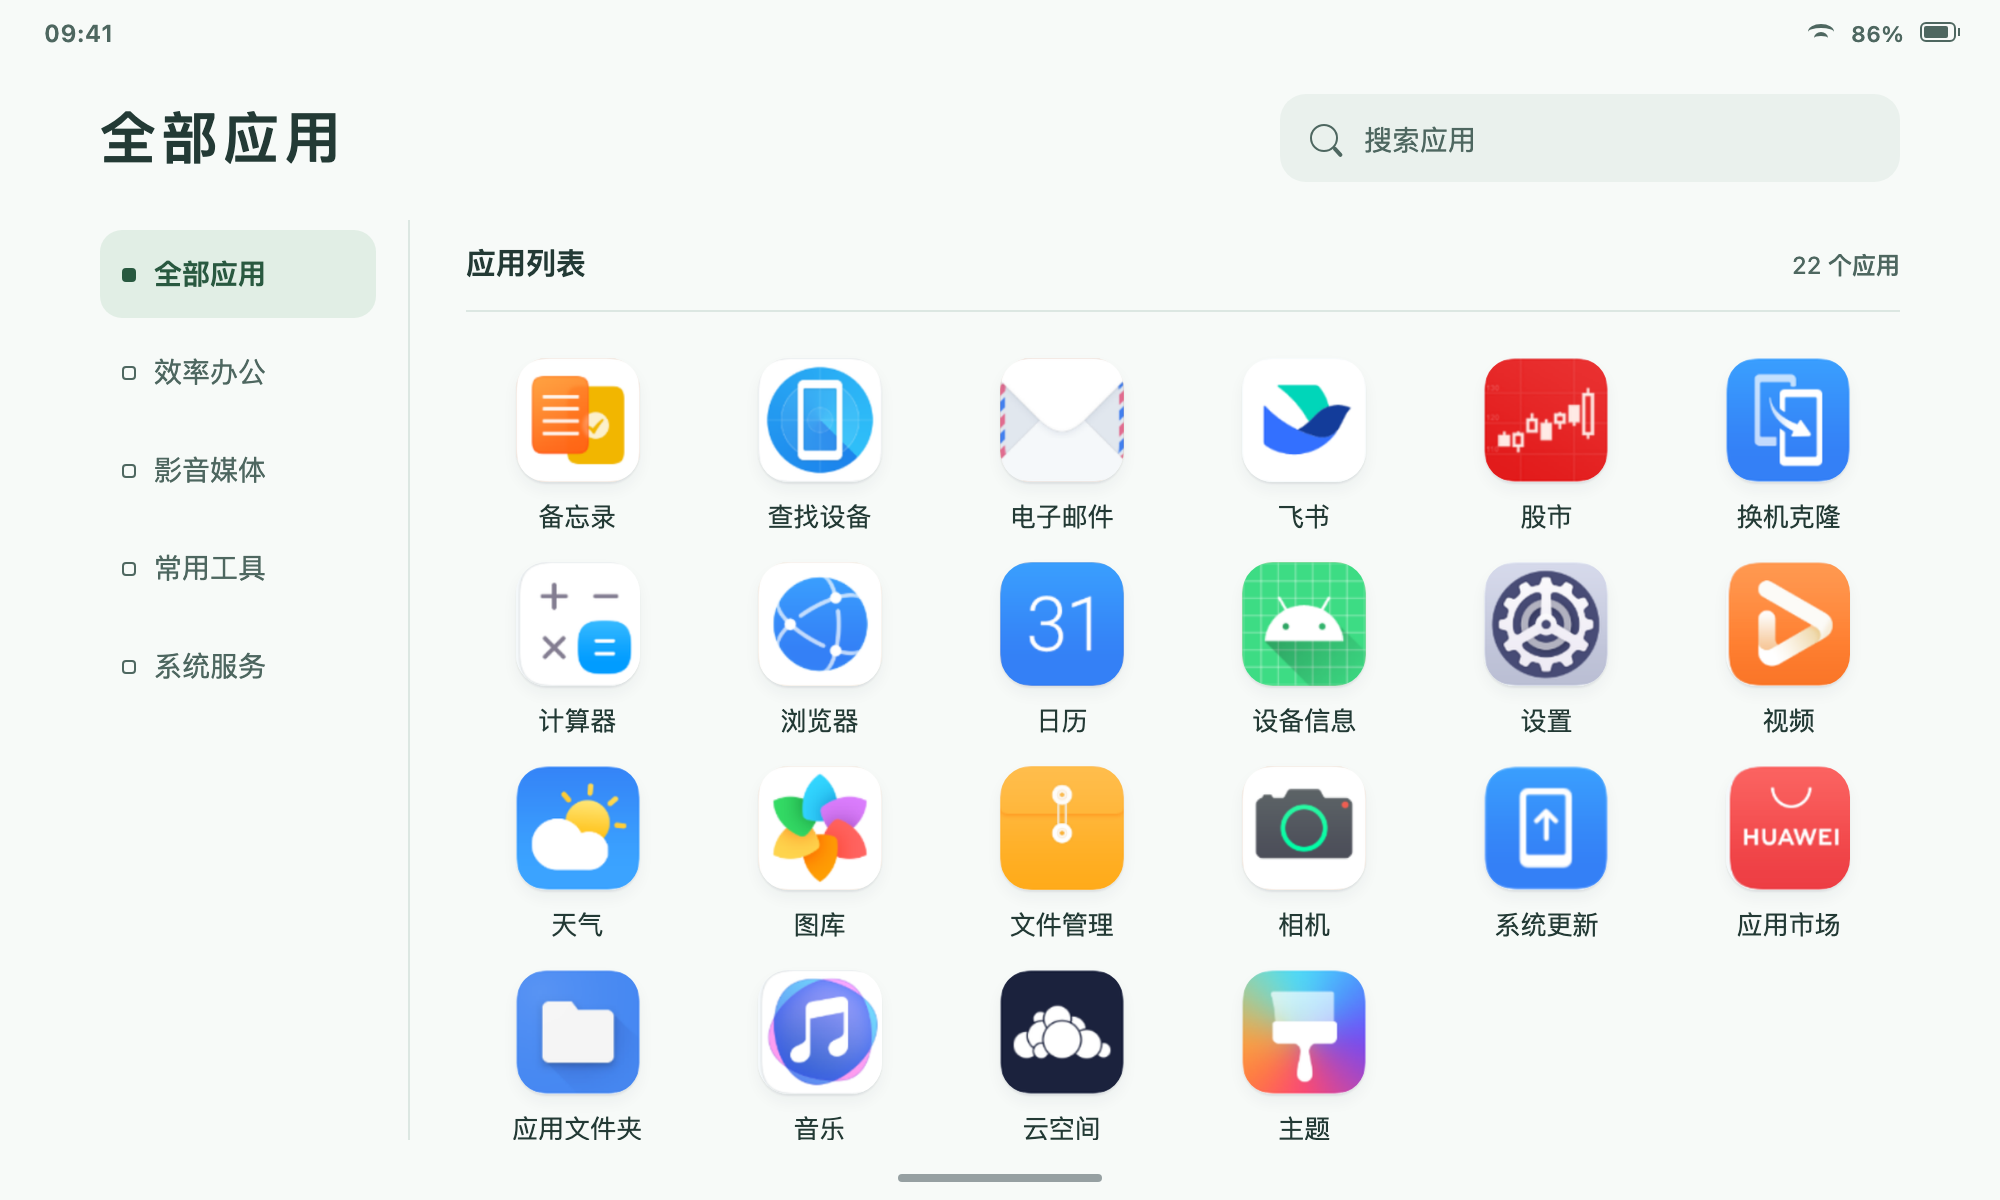 09:41
86%
全部应用
搜索应用
全部应用
效率办公
影音媒体
常用工具
系统服务
应用列表
22 个应用
备忘录
查找设备
电子邮件
飞书
股市
换机克隆
31
计算器
浏览器
日历
设备信息
设置
视频
HUAWEI
天气
图库
文件管理
相机
系统更新
应用市场
应用文件夹
音乐
云空间
主题